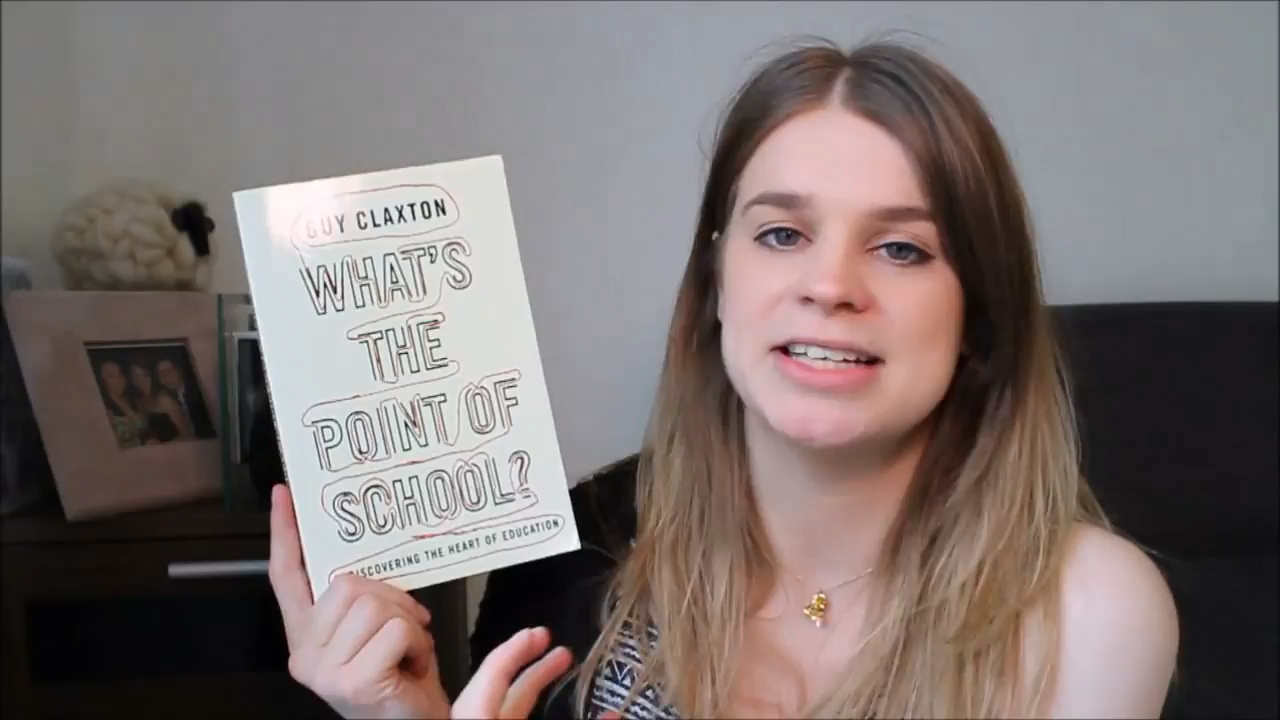 GUY CLAXTON
WHAT'S
THE
POINT OF
SCHOOL?
DISCOVERING THE HEART OF EDUCATION